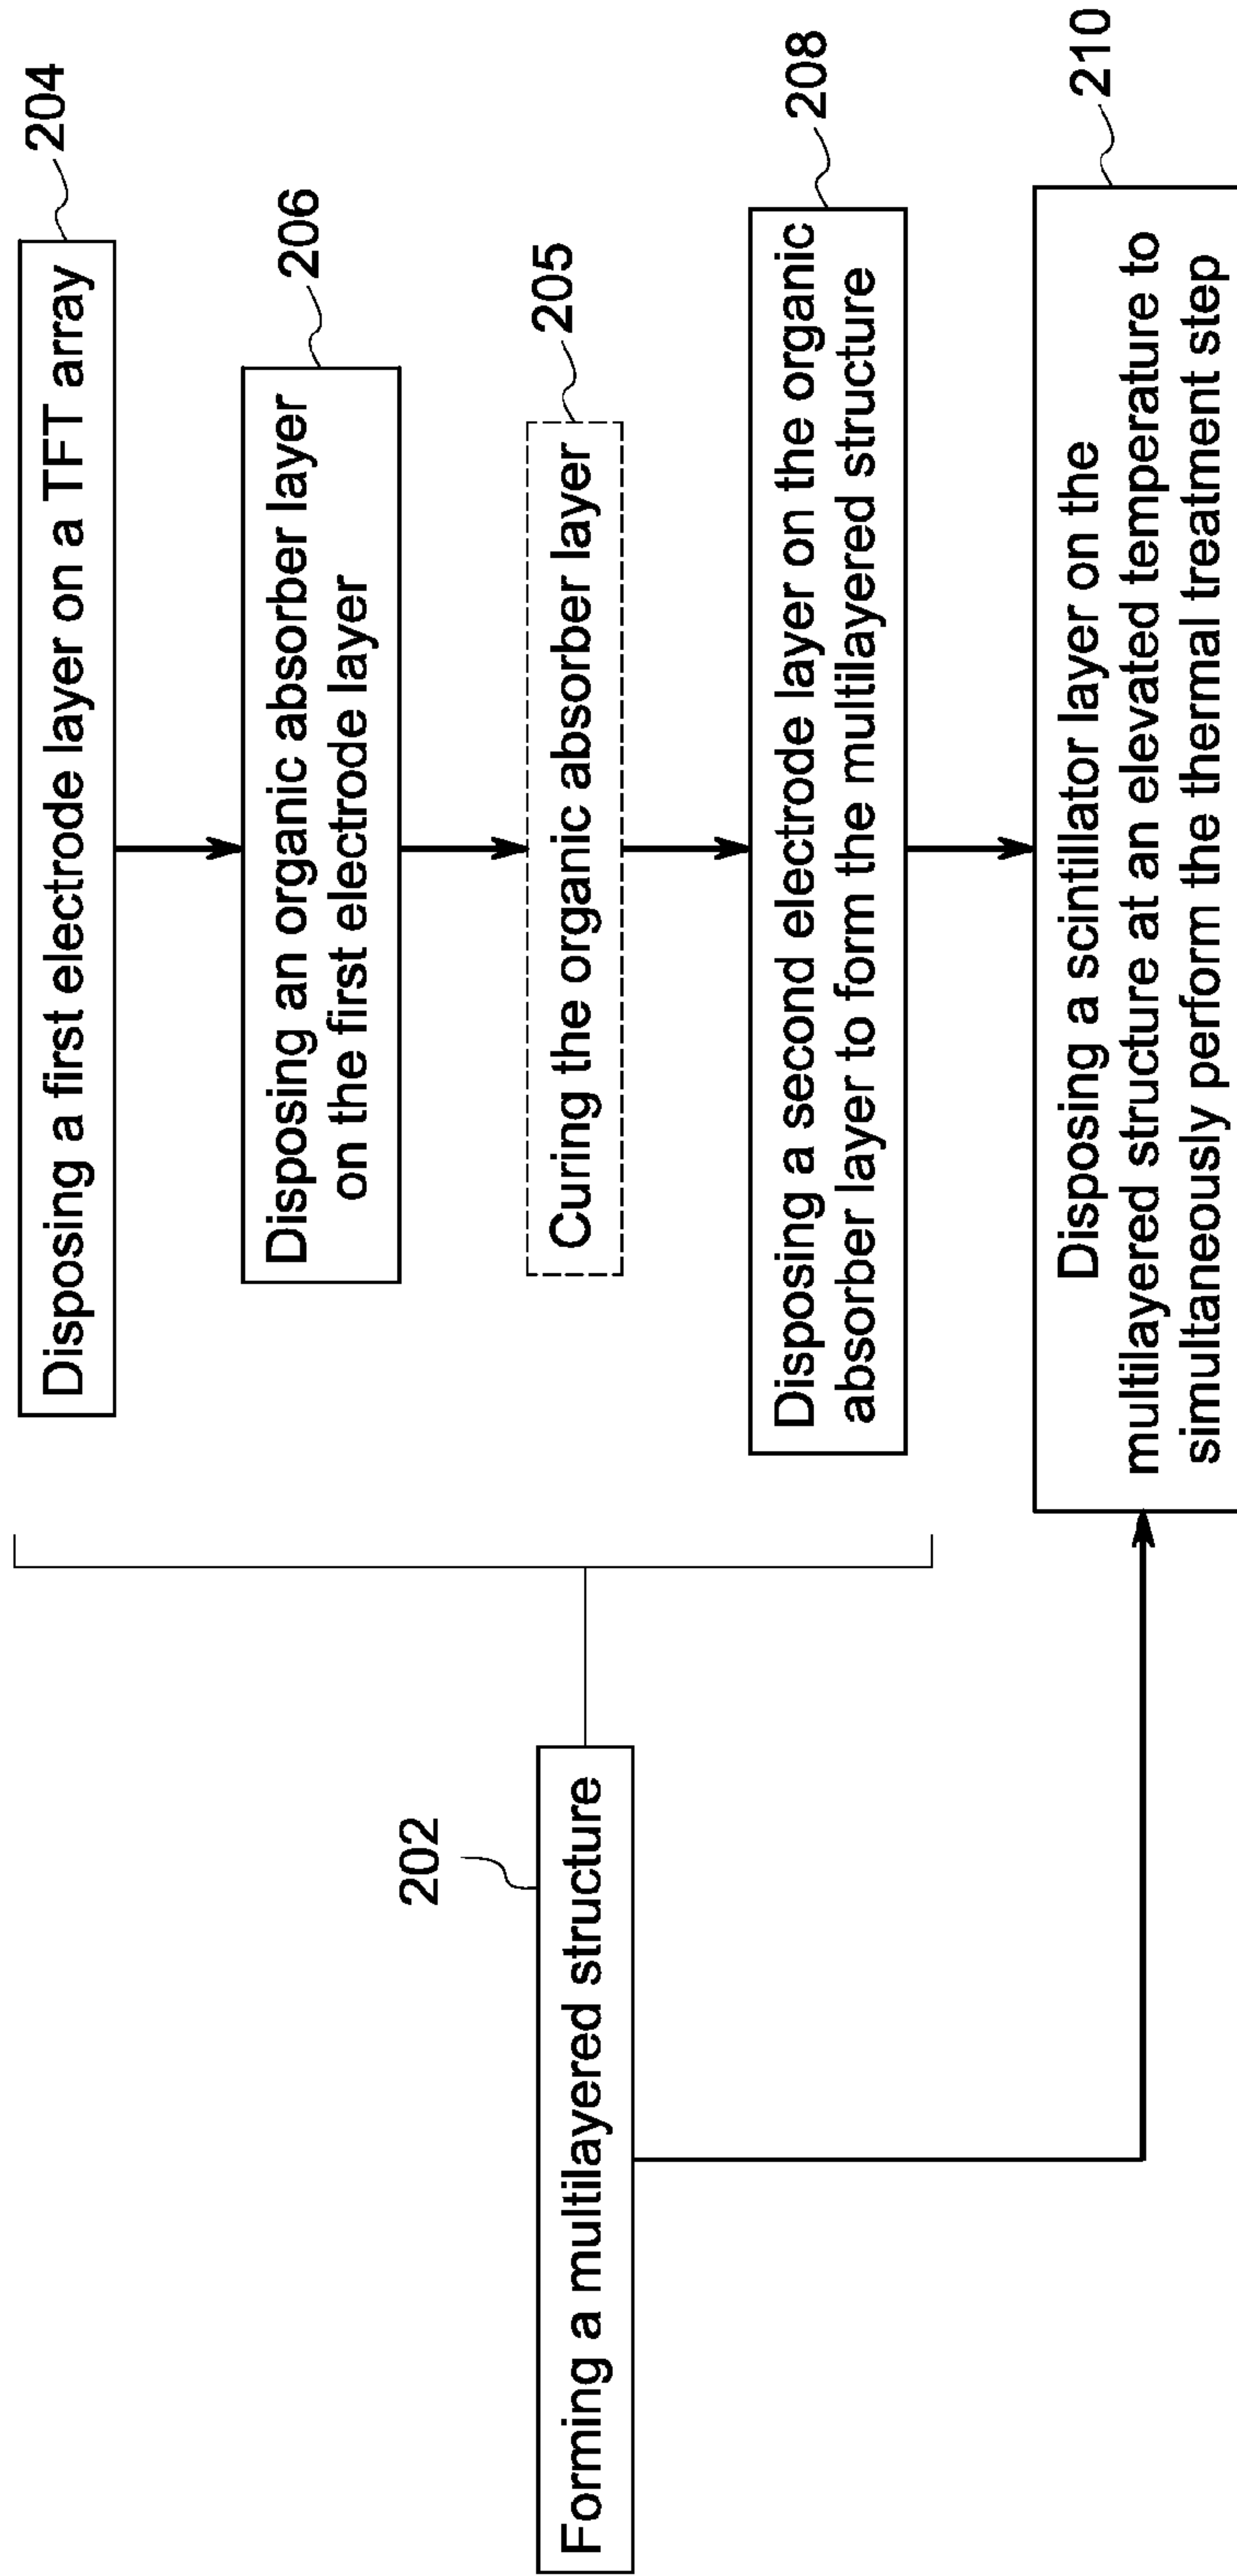 202
Forming a multilayered structure
Disposing a first electrode layer on a TFT array
204
Disposing an organic absorber layer
on the first electrode layer
206
Curing the organic absorber layer
205
Disposing a second electrode layer on the organic
absorber layer to form the multilayered structure
208
Disposing a scintillator layer on the
multilayered structure at an elevated temperature to
simultaneously perform the thermal treatment step
210